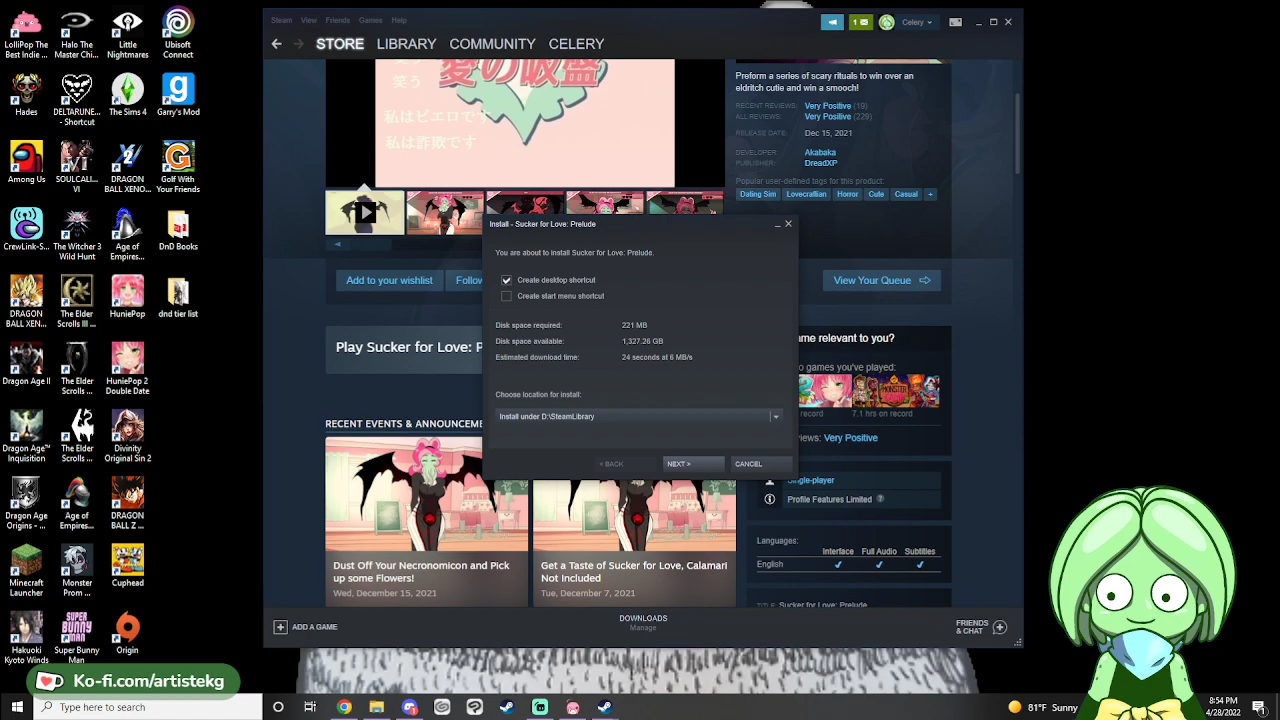 LolliPop The Best Indie ...
Halo The Master Chi...
Little Nightmares
Ubisoft Connect
Hades
The Sims 4
Garry's Mod
Among Us
DRAGON BALL XENO...
Golf With Your Friends
CrewLink-S...
The Witcher 3 Wild Hunt
Age of Empires ...
DnD Books
DRAGON BALL XEN...
The Elder Scrolls III ...
HuniePop
dnd tier list
Dragon Age II
The Elder Scrolls ...
HuniePop 2 Double Date
Dragon Age™ Inquisition
The Elder Scrolls ...
Divinity Original Sin 2
Dragon Age Origins - ...
Age of Empires...
DRAGON BALL Z ...
Minecraft Launcher
Monster Prom ...
Cuphead
Hakuoki Kyoto Winds
Super Bunny Man
Origin
SUPER BUNNY MAN
Ko-fi.com/artistekg
Steam View Friends Games Help
1
Celery
STORE LIBRARY COMMUNITY CELERY
笑う
私はピエロです
私は詐欺です
Preform a series of scary rituals to win over an
eldritch cutie and win a smooch!
RECENT REVIEWS: Very Positive (19)
ALL REVIEWS: Very Positive (229)
RELEASE DATE: Dec 15, 2021
DEVELOPER: Akabaka
PUBLISHER: DreadXP
Popular user-defined tags for this product:
Dating Sim Lovecraftian Horror Cute Casual +
Add to your wishlist
Follow
View Your Queue
Install - Sucker for Love: Prelude
You are about to install Sucker for Love: Prelude.
Create desktop shortcut
Create start menu shortcut
Disk space required: 221 MB
Disk space available: 1,327.26 GB
Estimated download time: 24 seconds at 6 MB/s
Choose location for install:
Install under D:\SteamLibrary
< BACK NEXT > CANCEL
Play Sucker for Love: P
ame relevant to you?
o games you've played:
record 7.1 hrs on record
iews: Very Positive
RECENT EVENTS & ANNOUNCEME
Single-player
Profile Features Limited ?
Languages:
Interface Full Audio Subtitles
English
TITLE: Sucker for Love: Prelude
Dust Off Your Necronomicon and Pick
up some Flowers!
Wed, December 15, 2021
Get a Taste of Sucker for Love, Calamari
Not Included
Tue, December 7, 2021
ADD A GAME
DOWNLOADS
Manage
FRIENDS
& CHAT
Type here to search
81°F Sunny
8:54 PM
4/28/2022